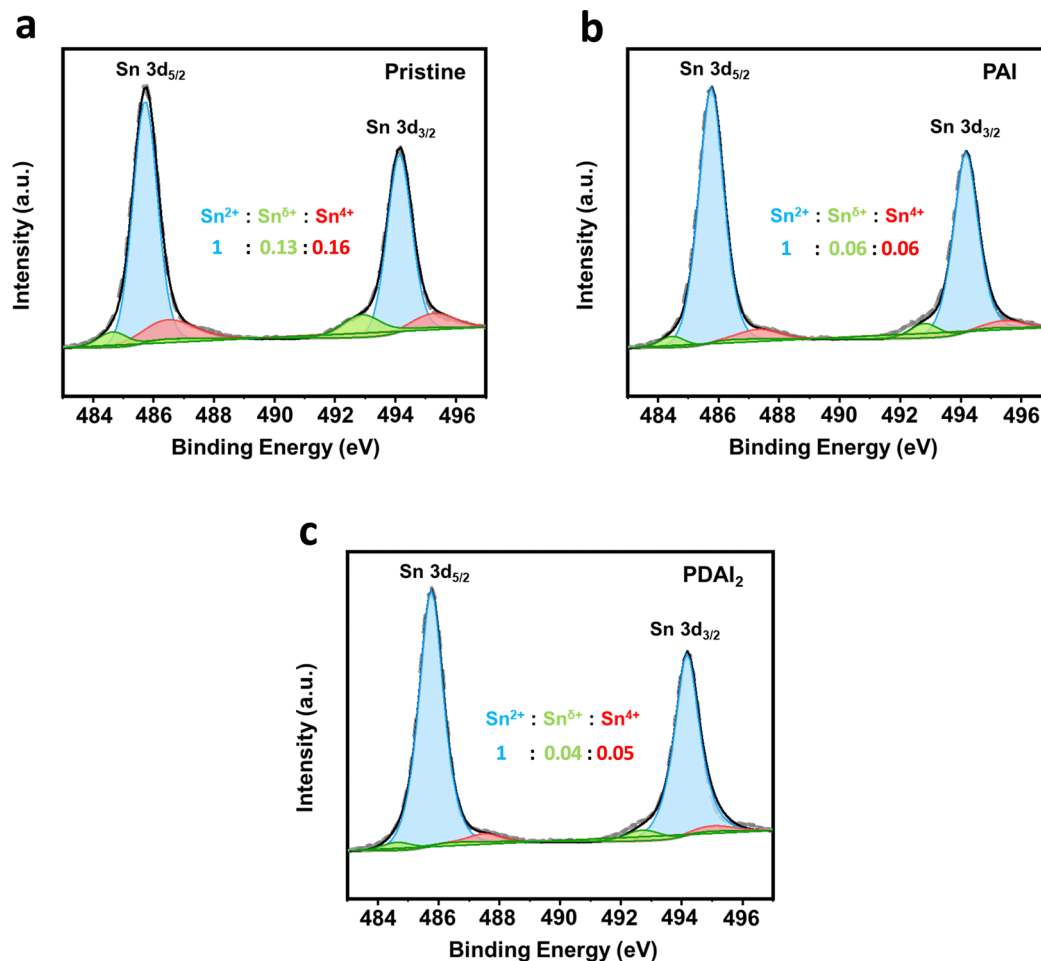 a
Sn 3d5/2
Pristine
Sn 3d3/2
Sn2+ : Snδ+ : Sn4+
1 : 0.13 : 0.16
Intensity (a.u.)
484 486 488 490 492 494 496
Binding Energy (eV)
b
Sn 3d5/2
PAI
Sn 3d3/2
Sn2+ : Snδ+ : Sn4+
1 : 0.06 : 0.06
Intensity (a.u.)
484 486 488 490 492 494 496
Binding Energy (eV)
c
Sn 3d5/2
PDAI2
Sn 3d3/2
Sn2+ : Snδ+ : Sn4+
1 : 0.04 : 0.05
Intensity (a.u.)
484 486 488 490 492 494 496
Binding Energy (eV)